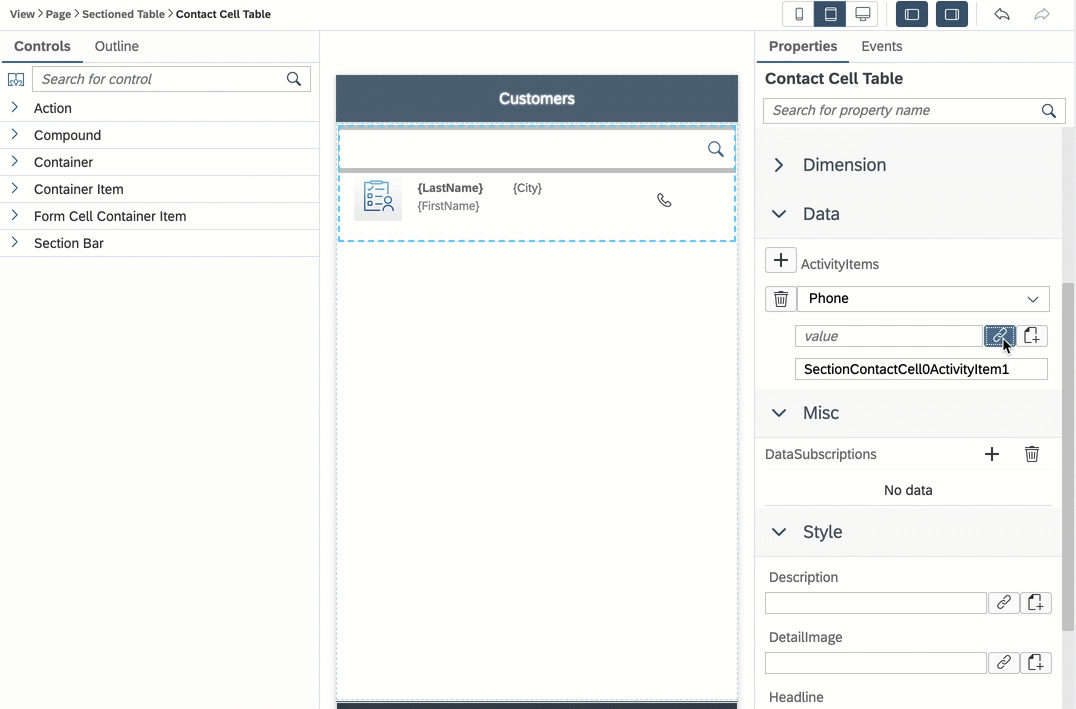 View > Page > Sectioned Table > Contact Cell Table
Controls
Outline
Search for control
Action
Compound
Container
Container Item
Form Cell Container Item
Section Bar
Customers
{LastName}
{City}
{FirstName}
Properties
Events
Contact Cell Table
Search for property name
Dimension
Data
ActivityItems
Phone
value
SectionContactCell0ActivityItem1
Misc
DataSubscriptions
No data
Style
Description
DetailImage
Headline